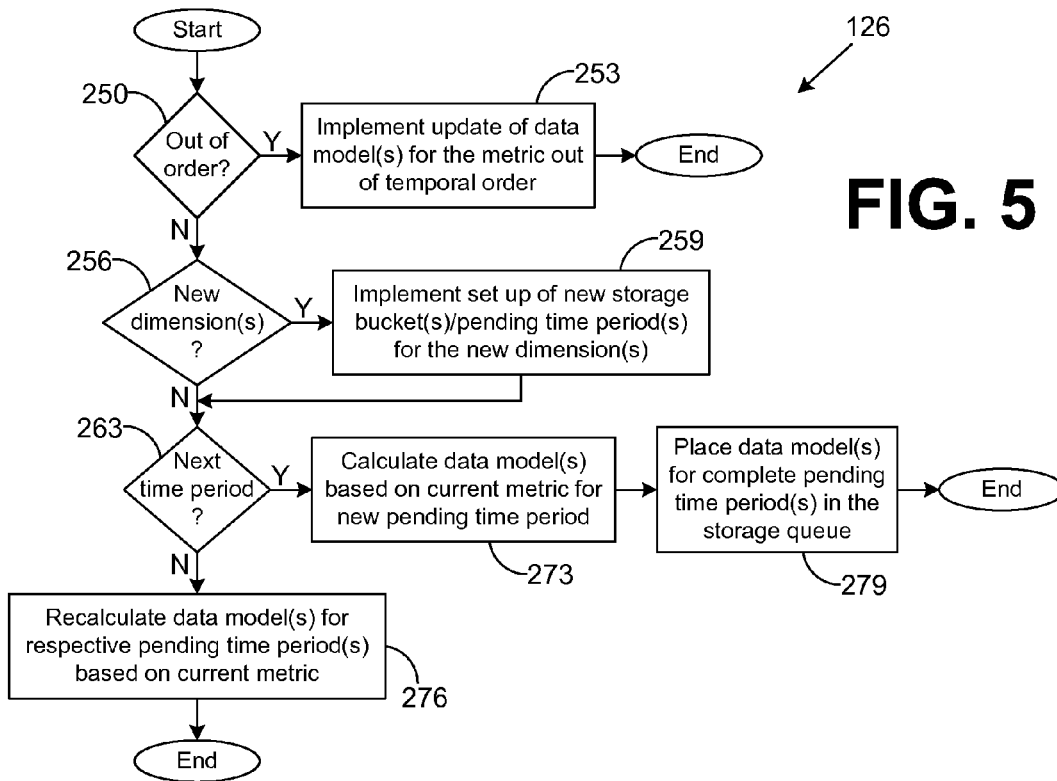 Start
126
250
253
Out of
order?
Y
Implement update of data
model(s) for the metric out
of temporal order
End
FIG. 5
N
256
259
New
dimension(s)
?
Y
Implement set up of new storage
bucket(s)/pending time period(s)
for the new dimension(s)
N
263
Next
time period
?
Y
Calculate data model(s)
based on current metric for
new pending time period
273
Place data model(s)
for complete pending
time period(s) in the
storage queue
279
End
N
Recalculate data model(s) for
respective pending time period(s)
based on current metric
276
End